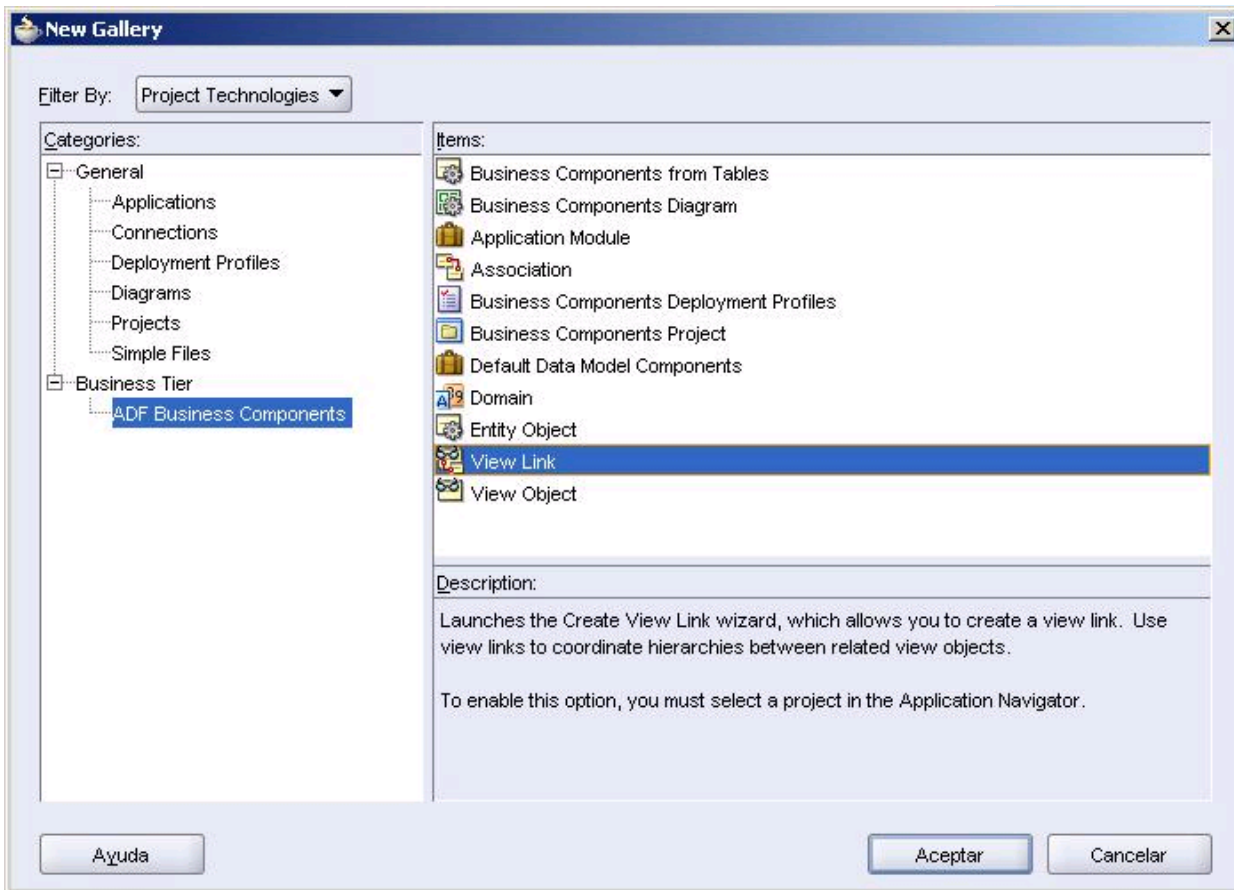 New Gallery
Filter By: Project Technologies
Categories:
General
Applications
Connections
Deployment Profiles
Diagrams
Projects
Simple Files
Business Tier
ADF Business Components
Items:
Business Components from Tables
Business Components Diagram
Application Module
Association
Business Components Deployment Profiles
Business Components Project
Default Data Model Components
Domain
Entity Object
View Link
View Object
Description:
Launches the Create View Link wizard, which allows you to create a view link.  Use
view links to coordinate hierarchies between related view objects.
To enable this option, you must select a project in the Application Navigator.
Ayuda
Aceptar
Cancelar